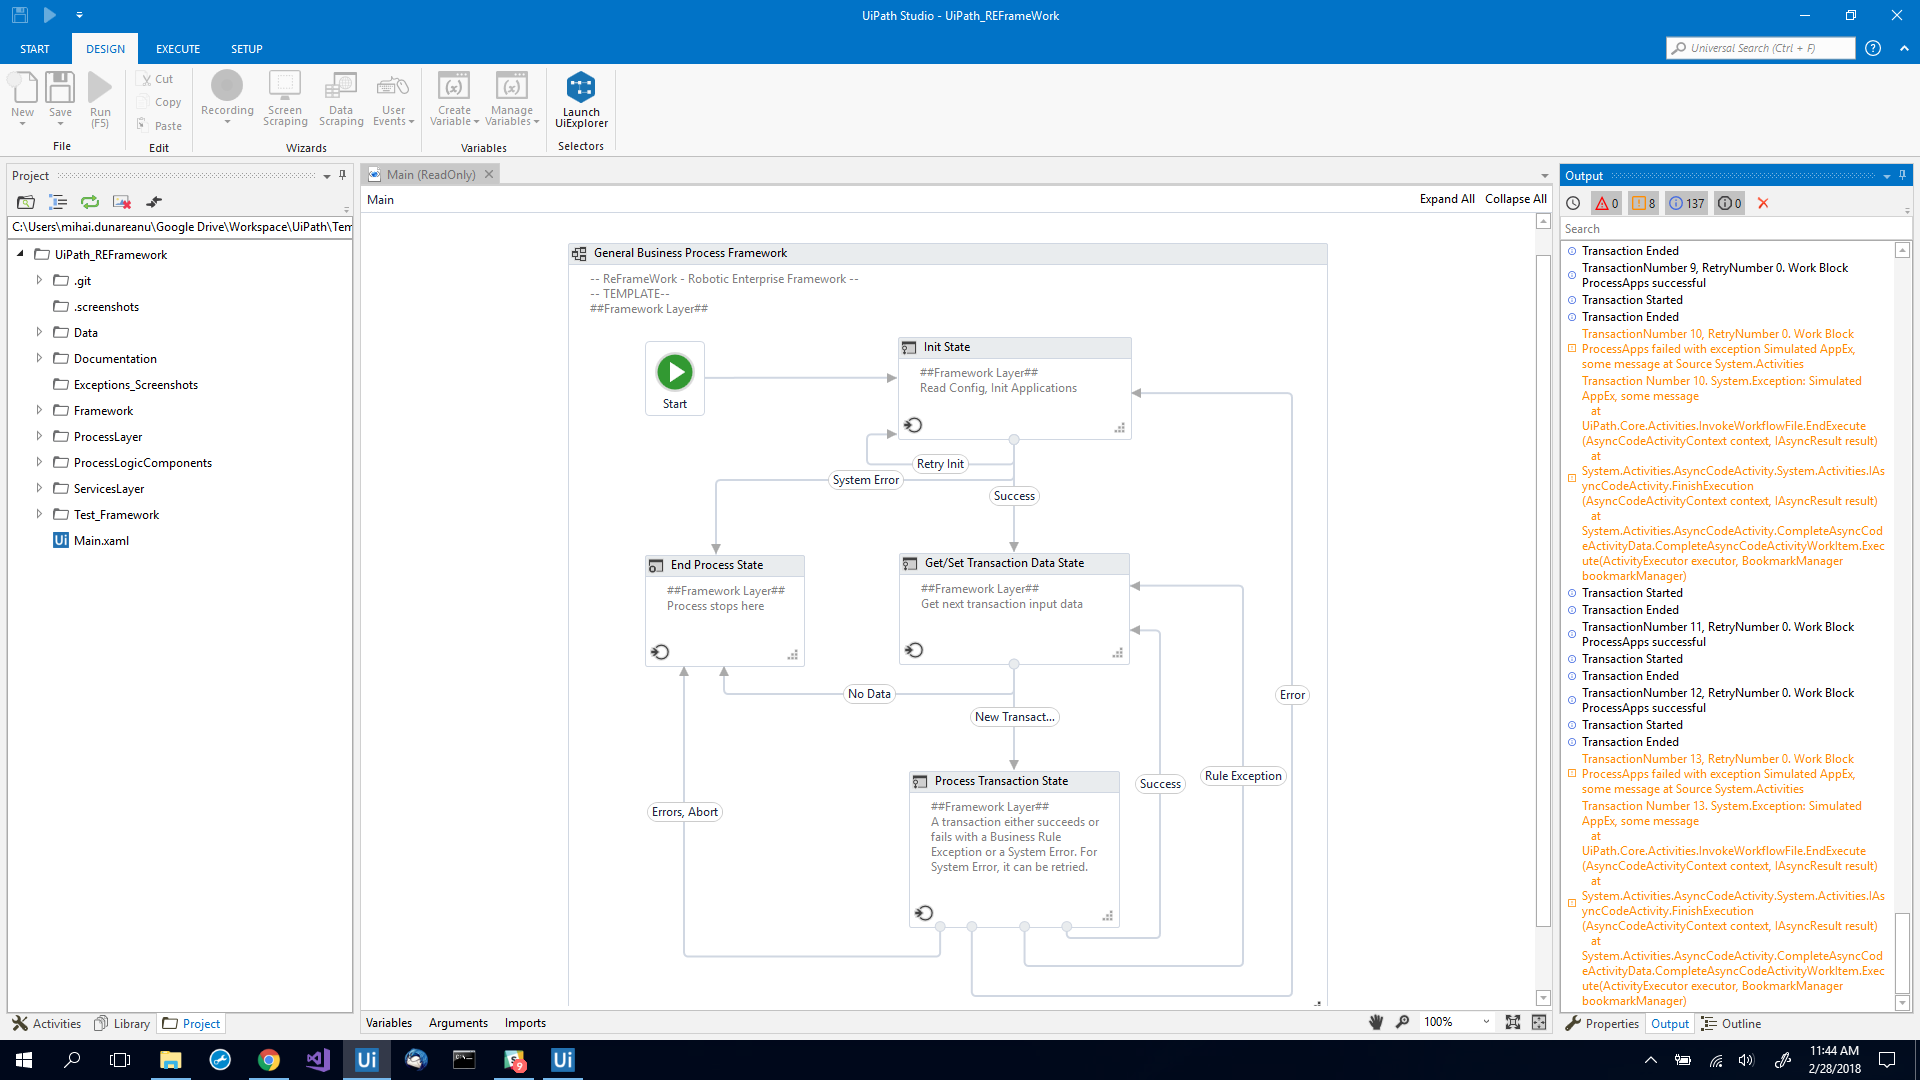 UiPath Studio - UiPath_REFrameWork
START
DESIGN
EXECUTE
SETUP
Universal Search (Ctrl + F)
New
Save
Run
(F5)
File
Cut
Copy
Paste
Edit
Recording
Screen
Scraping
Data
Scraping
User
Events
Wizards
Create
Variable
Manage
Variables
Variables
Launch
UiExplorer
Selectors
Project
C:\Users\mihai.dunareanu\Google Drive\Workspace\UiPath\Tem
UiPath_REFramework
.git
.screenshots
Data
Documentation
Exceptions_Screenshots
Framework
ProcessLayer
ProcessLogicComponents
ServicesLayer
Test_Framework
Ui Main.xaml
Activities
Library
Project
Main (ReadOnly)
Main
Expand All
Collapse All
General Business Process Framework
-- ReFrameWork - Robotic Enterprise Framework --
-- TEMPLATE--
##Framework Layer##
Start
Init State
##Framework Layer##
Read Config, Init Applications
Retry Init
System Error
Success
End Process State
##Framework Layer##
Process stops here
Get/Set Transaction Data State
##Framework Layer##
Get next transaction input data
No Data
New Transact...
Error
Process Transaction State
##Framework Layer##
A transaction either succeeds or
fails with a Business Rule
Exception or a System Error. For
System Error, it can be retried.
Success
Rule Exception
Errors, Abort
Variables
Arguments
Imports
100%
Output
0
8
137
0
Search
Transaction Ended
TransactionNumber 9, RetryNumber 0. Work Block
ProcessApps successful
Transaction Started
Transaction Ended
TransactionNumber 10, RetryNumber 0. Work Block
ProcessApps failed with exception Simulated AppEx,
some message at Source System.Activities
Transaction Number 10. System.Exception: Simulated
AppEx, some message
at
UiPath.Core.Activities.InvokeWorkflowFile.EndExecute
(AsyncCodeActivityContext context, IAsyncResult result)
at
System.Activities.AsyncCodeActivity.System.Activities.IAs
yncCodeActivity.FinishExecution
(AsyncCodeActivityContext context, IAsyncResult result)
at
System.Activities.AsyncCodeActivity.CompleteAsyncCod
eActivityData.CompleteAsyncCodeActivityWorkItem.Exec
ute(ActivityExecutor executor, BookmarkManager
bookmarkManager)
Transaction Started
Transaction Ended
TransactionNumber 11, RetryNumber 0. Work Block
ProcessApps successful
Transaction Started
Transaction Ended
TransactionNumber 12, RetryNumber 0. Work Block
ProcessApps successful
Transaction Started
Transaction Ended
TransactionNumber 13, RetryNumber 0. Work Block
ProcessApps failed with exception Simulated AppEx,
some message at Source System.Activities
Transaction Number 13. System.Exception: Simulated
AppEx, some message
at
UiPath.Core.Activities.InvokeWorkflowFile.EndExecute
(AsyncCodeActivityContext context, IAsyncResult result)
at
System.Activities.AsyncCodeActivity.System.Activities.IAs
yncCodeActivity.FinishExecution
(AsyncCodeActivityContext context, IAsyncResult result)
at
System.Activities.AsyncCodeActivity.CompleteAsyncCod
eActivityData.CompleteAsyncCodeActivityWorkItem.Exec
ute(ActivityExecutor executor, BookmarkManager
bookmarkManager)
Properties
Output
Outline
Ui
9
Ui
11:44 AM
2/28/2018